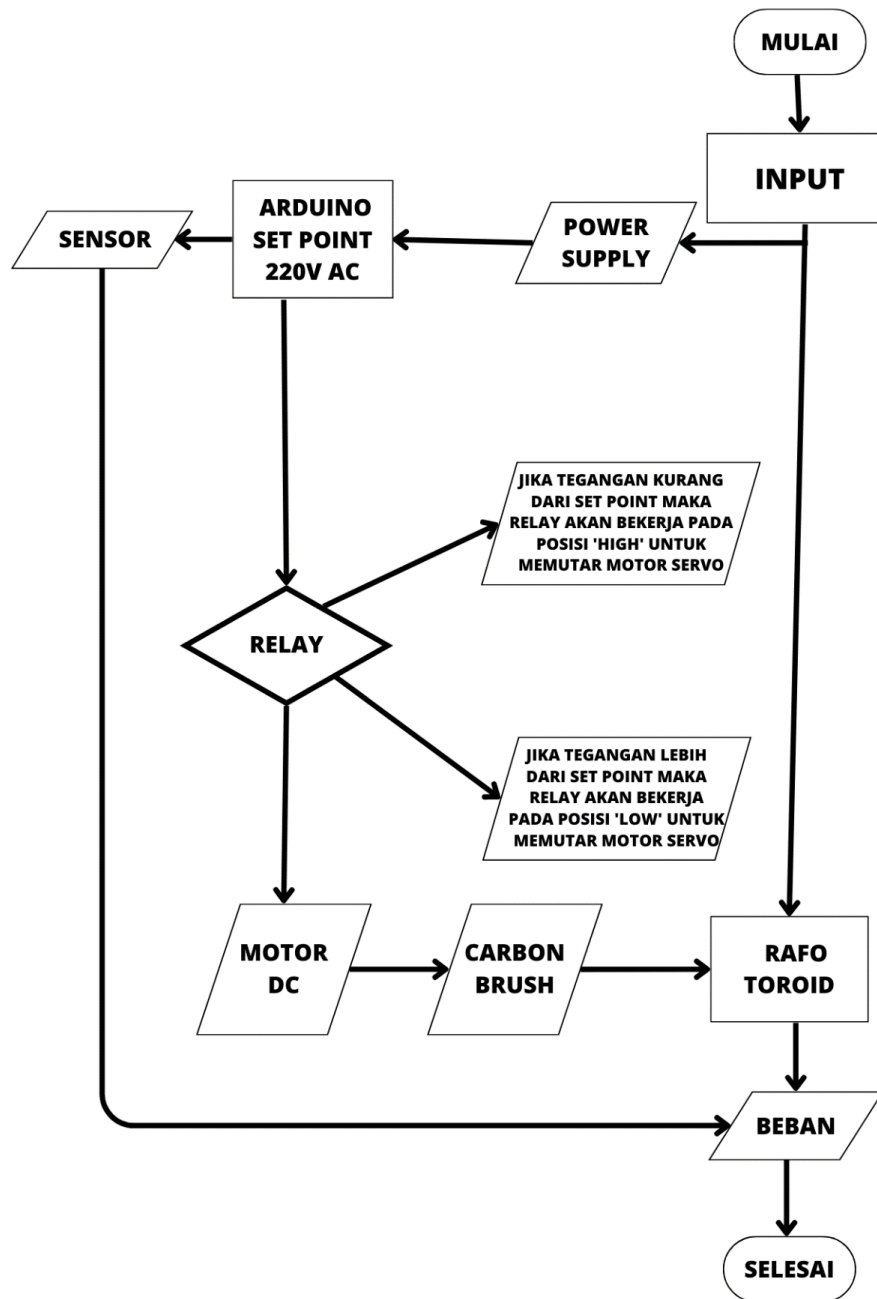 MULAI
INPUT
POWER
SUPPLY
ARDUINO
SET POINT
220V AC
SENSOR
JIKA TEGANGAN KURANG
DARI SET POINT MAKA
RELAY AKAN BEKERJA PADA
POSISI 'HIGH' UNTUK
MEMUTAR MOTOR SERVO
RELAY
JIKA TEGANGAN LEBIH
DARI SET POINT MAKA
RELAY AKAN BEKERJA
PADA POSISI 'LOW' UNTUK
MEMUTAR MOTOR SERVO
MOTOR
DC
CARBON
BRUSH
RAFO
TOROID
BEBAN
SELESAI